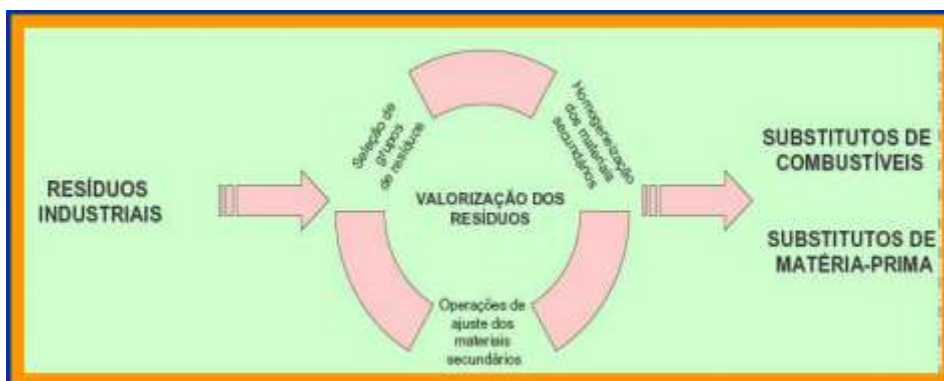 RESÍDUOS
INDUSTRIAIS
Seleção de
grupos
de resíduos
Homogeneização
dos materiais
secundários
VALORIZAÇÃO DOS
RESÍDUOS
Operações de
ajuste dos
materiais
secundários
SUBSTITUTOS DE
COMBUSTÍVEIS
SUBSTITUTOS DE
MATÉRIA-PRIMA